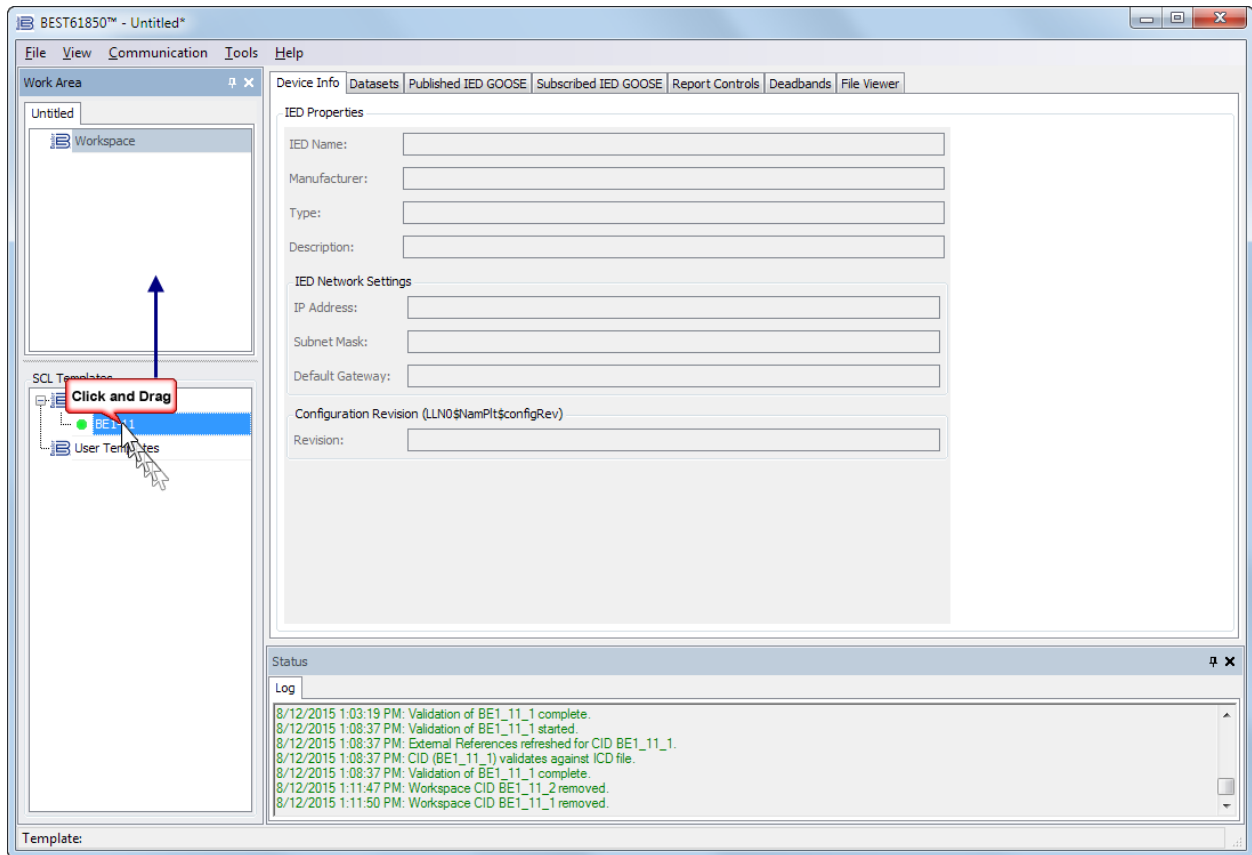 BEST61850™ - Untitled*
File View Communication Tools Help
Work Area
Untitled
Workspace
SCL Templates
Click and Drag
BE1-11
User Templates
Device Info Datasets Published IED GOOSE Subscribed IED GOOSE Report Controls Deadbands File Viewer
IED Properties
IED Name:
Manufacturer:
Type:
Description:
IED Network Settings
IP Address:
Subnet Mask:
Default Gateway:
Configuration Revision (LLN0$NamPlt$configRev)
Revision:
Status
Log
8/12/2015 1:03:19 PM: Validation of BE1_11_1 complete.
8/12/2015 1:08:37 PM: Validation of BE1_11_1 started.
8/12/2015 1:08:37 PM: External References refreshed for CID BE1_11_1.
8/12/2015 1:08:37 PM: CID (BE1_11_1) validates against ICD file.
8/12/2015 1:08:37 PM: Validation of BE1_11_1 complete.
8/12/2015 1:11:47 PM: Workspace CID BE1_11_2 removed.
8/12/2015 1:11:50 PM: Workspace CID BE1_11_1 removed.
Template: